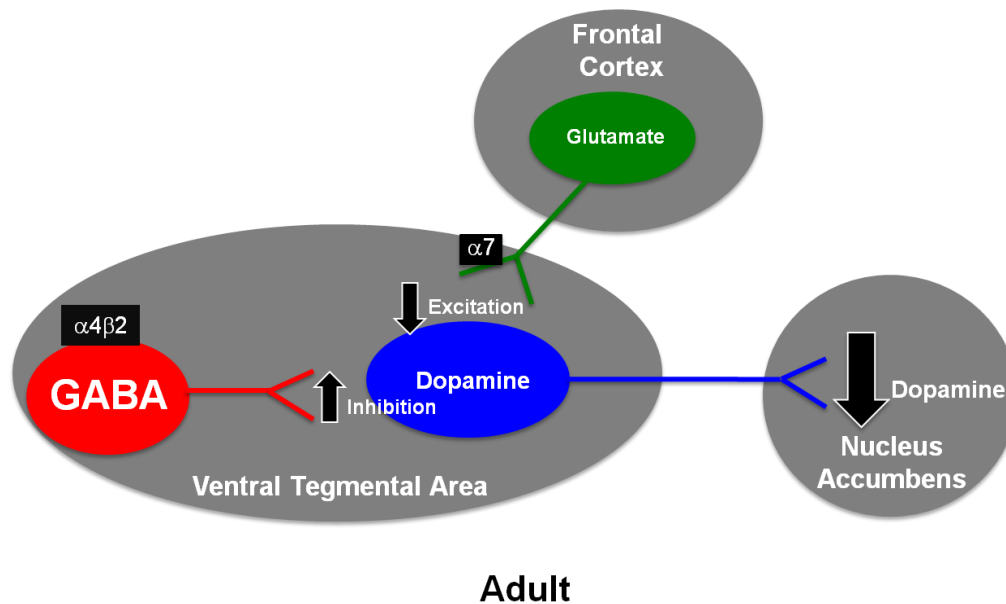 Frontal
Cortex
Glutamate
α7
Excitation
α4β2
GABA
Inhibition
Dopamine
Dopamine
Nucleus
Accumbens
Ventral Tegmental Area
Adult